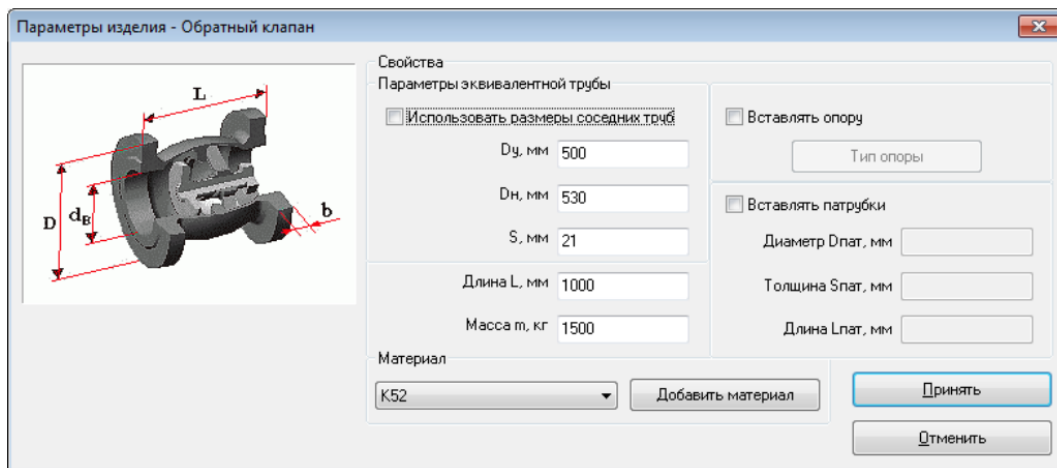 Параметры изделия - Обратный клапан
L
D
dв
b
Свойства
Параметры эквивалентной трубы
Использовать размеры соседних труб
Dу, мм 500
Dн, мм 530
S, мм 21
Длина L, мм 1000
Масса m, кг 1500
Вставлять опору
Тип опоры
Вставлять патрубки
Диаметр Dпат, мм
Толщина Sпат, мм
Длина Lпат, мм
Материал
K52
Добавить материал
Принять
Отменить